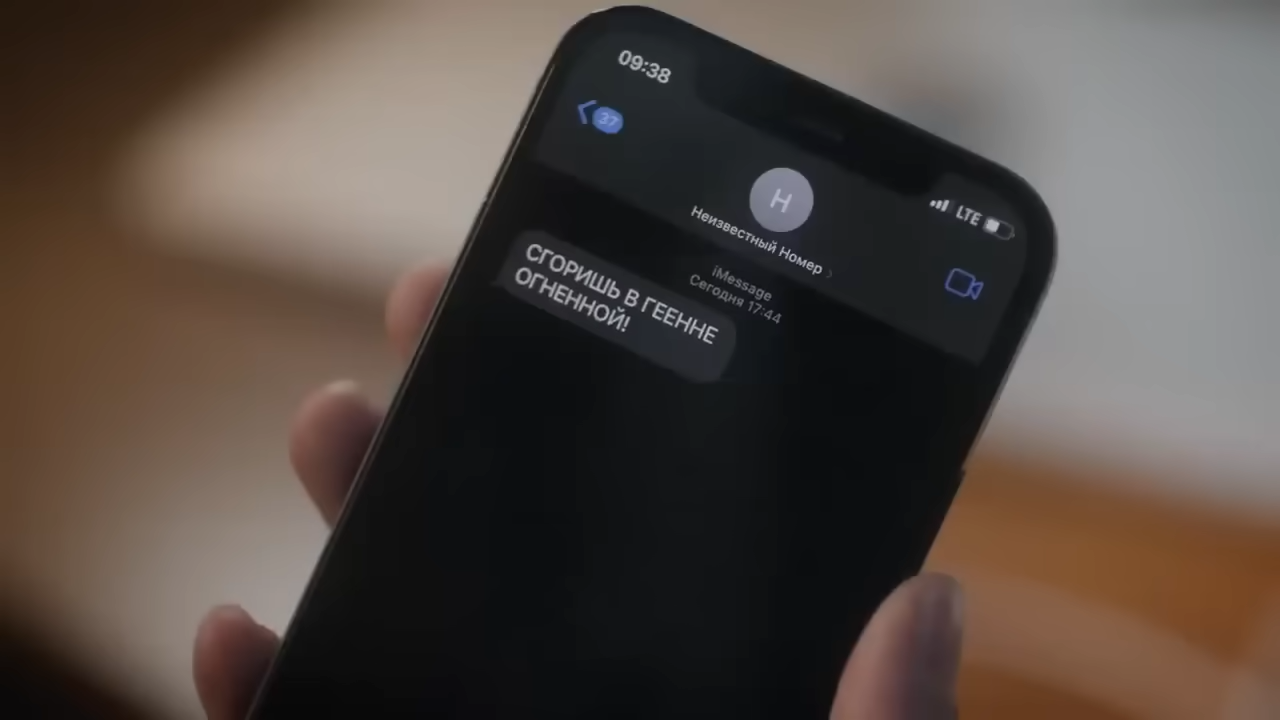 09:38
LTE
37
Н
Неизвестный Номер
iMessage
Сегодня 17:44
СГОРИШЬ В ГЕЕННЕ
ОГНЕННОЙ!